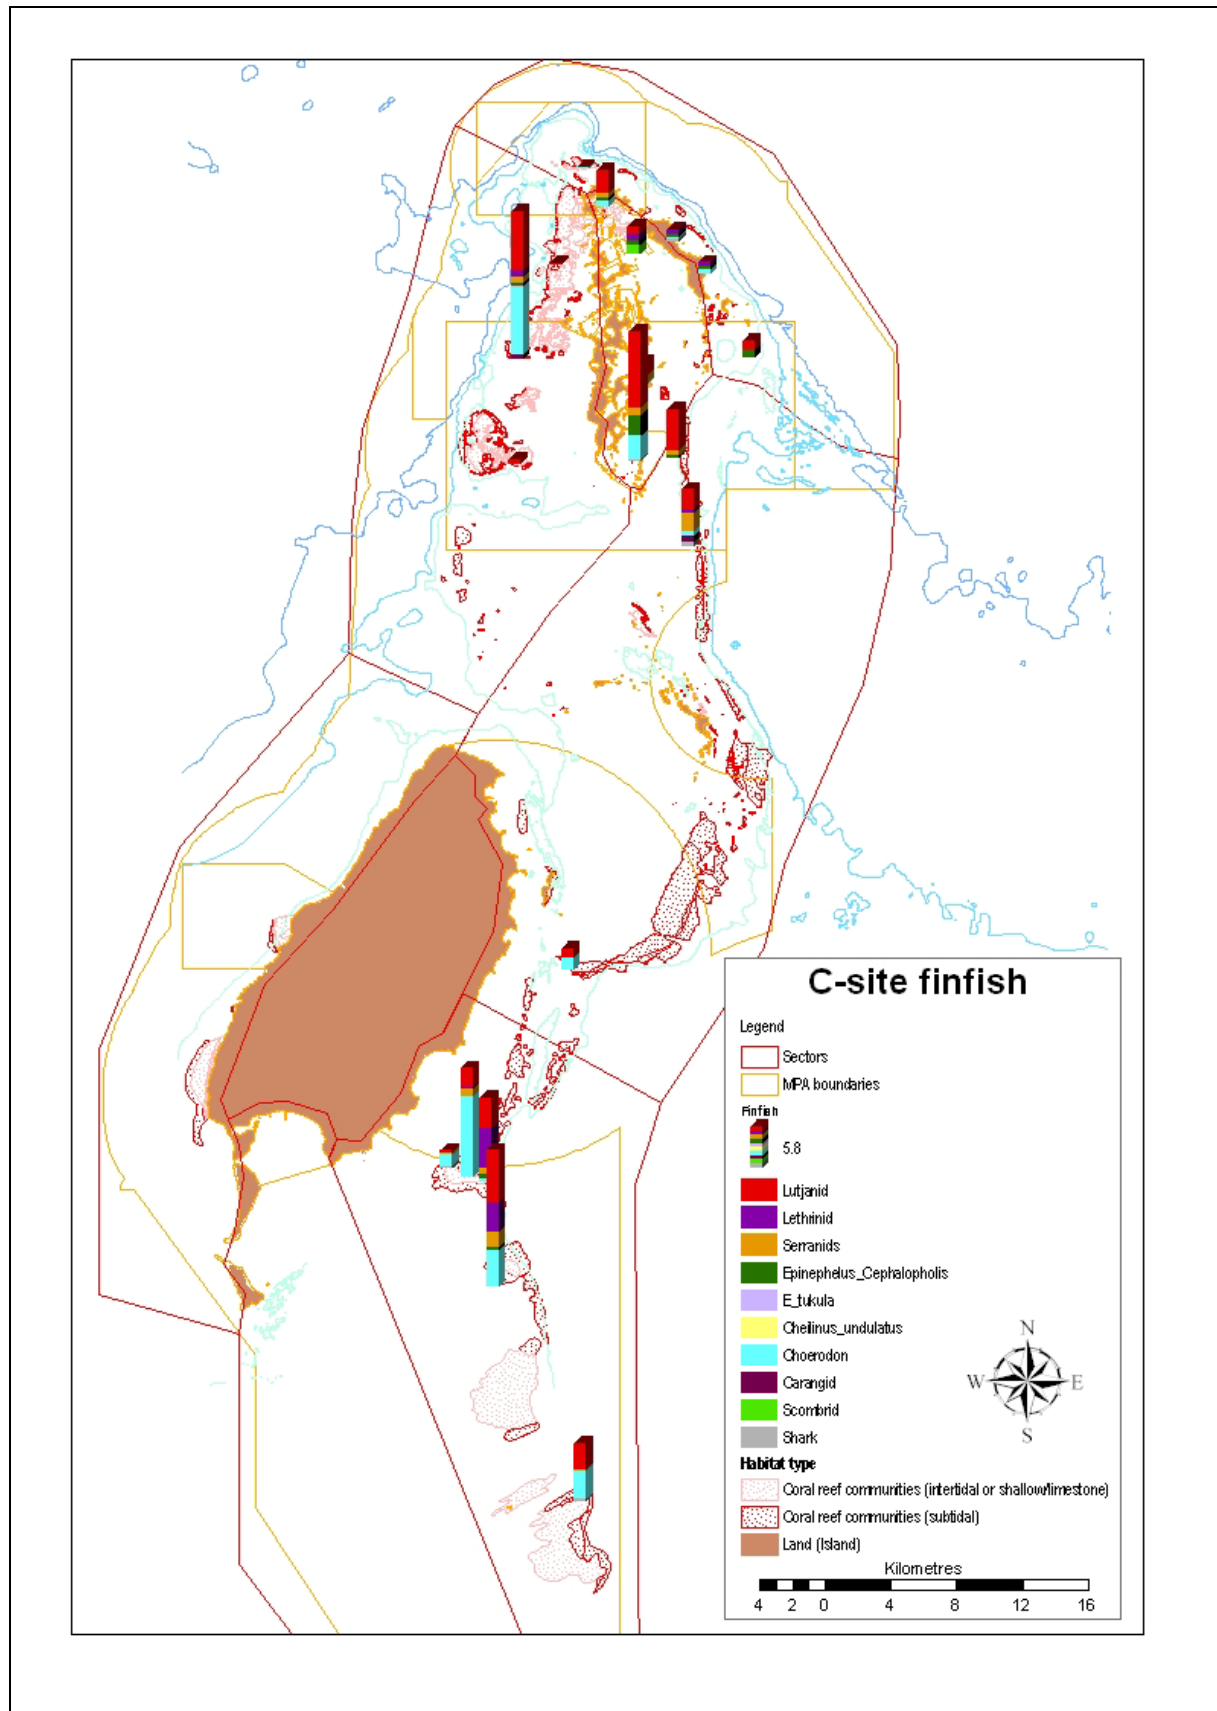 C-site finfish
Legend
Sectors
MPA boundaries
Finfish
5.8
Lutjanid
Lethrinid
Serranids
Epinephelus_Cephalopholis
E_tukula
Cheilinus_undulatus
Choerodon
Carangid
Scombrid
Shark
Habitat type
Coral reef communities (intertidal or shallow/limestone)
Coral reef communities (subtidal)
Land (Island)
N
W E
S
Kilometres
4 2 0 4 8 12 16